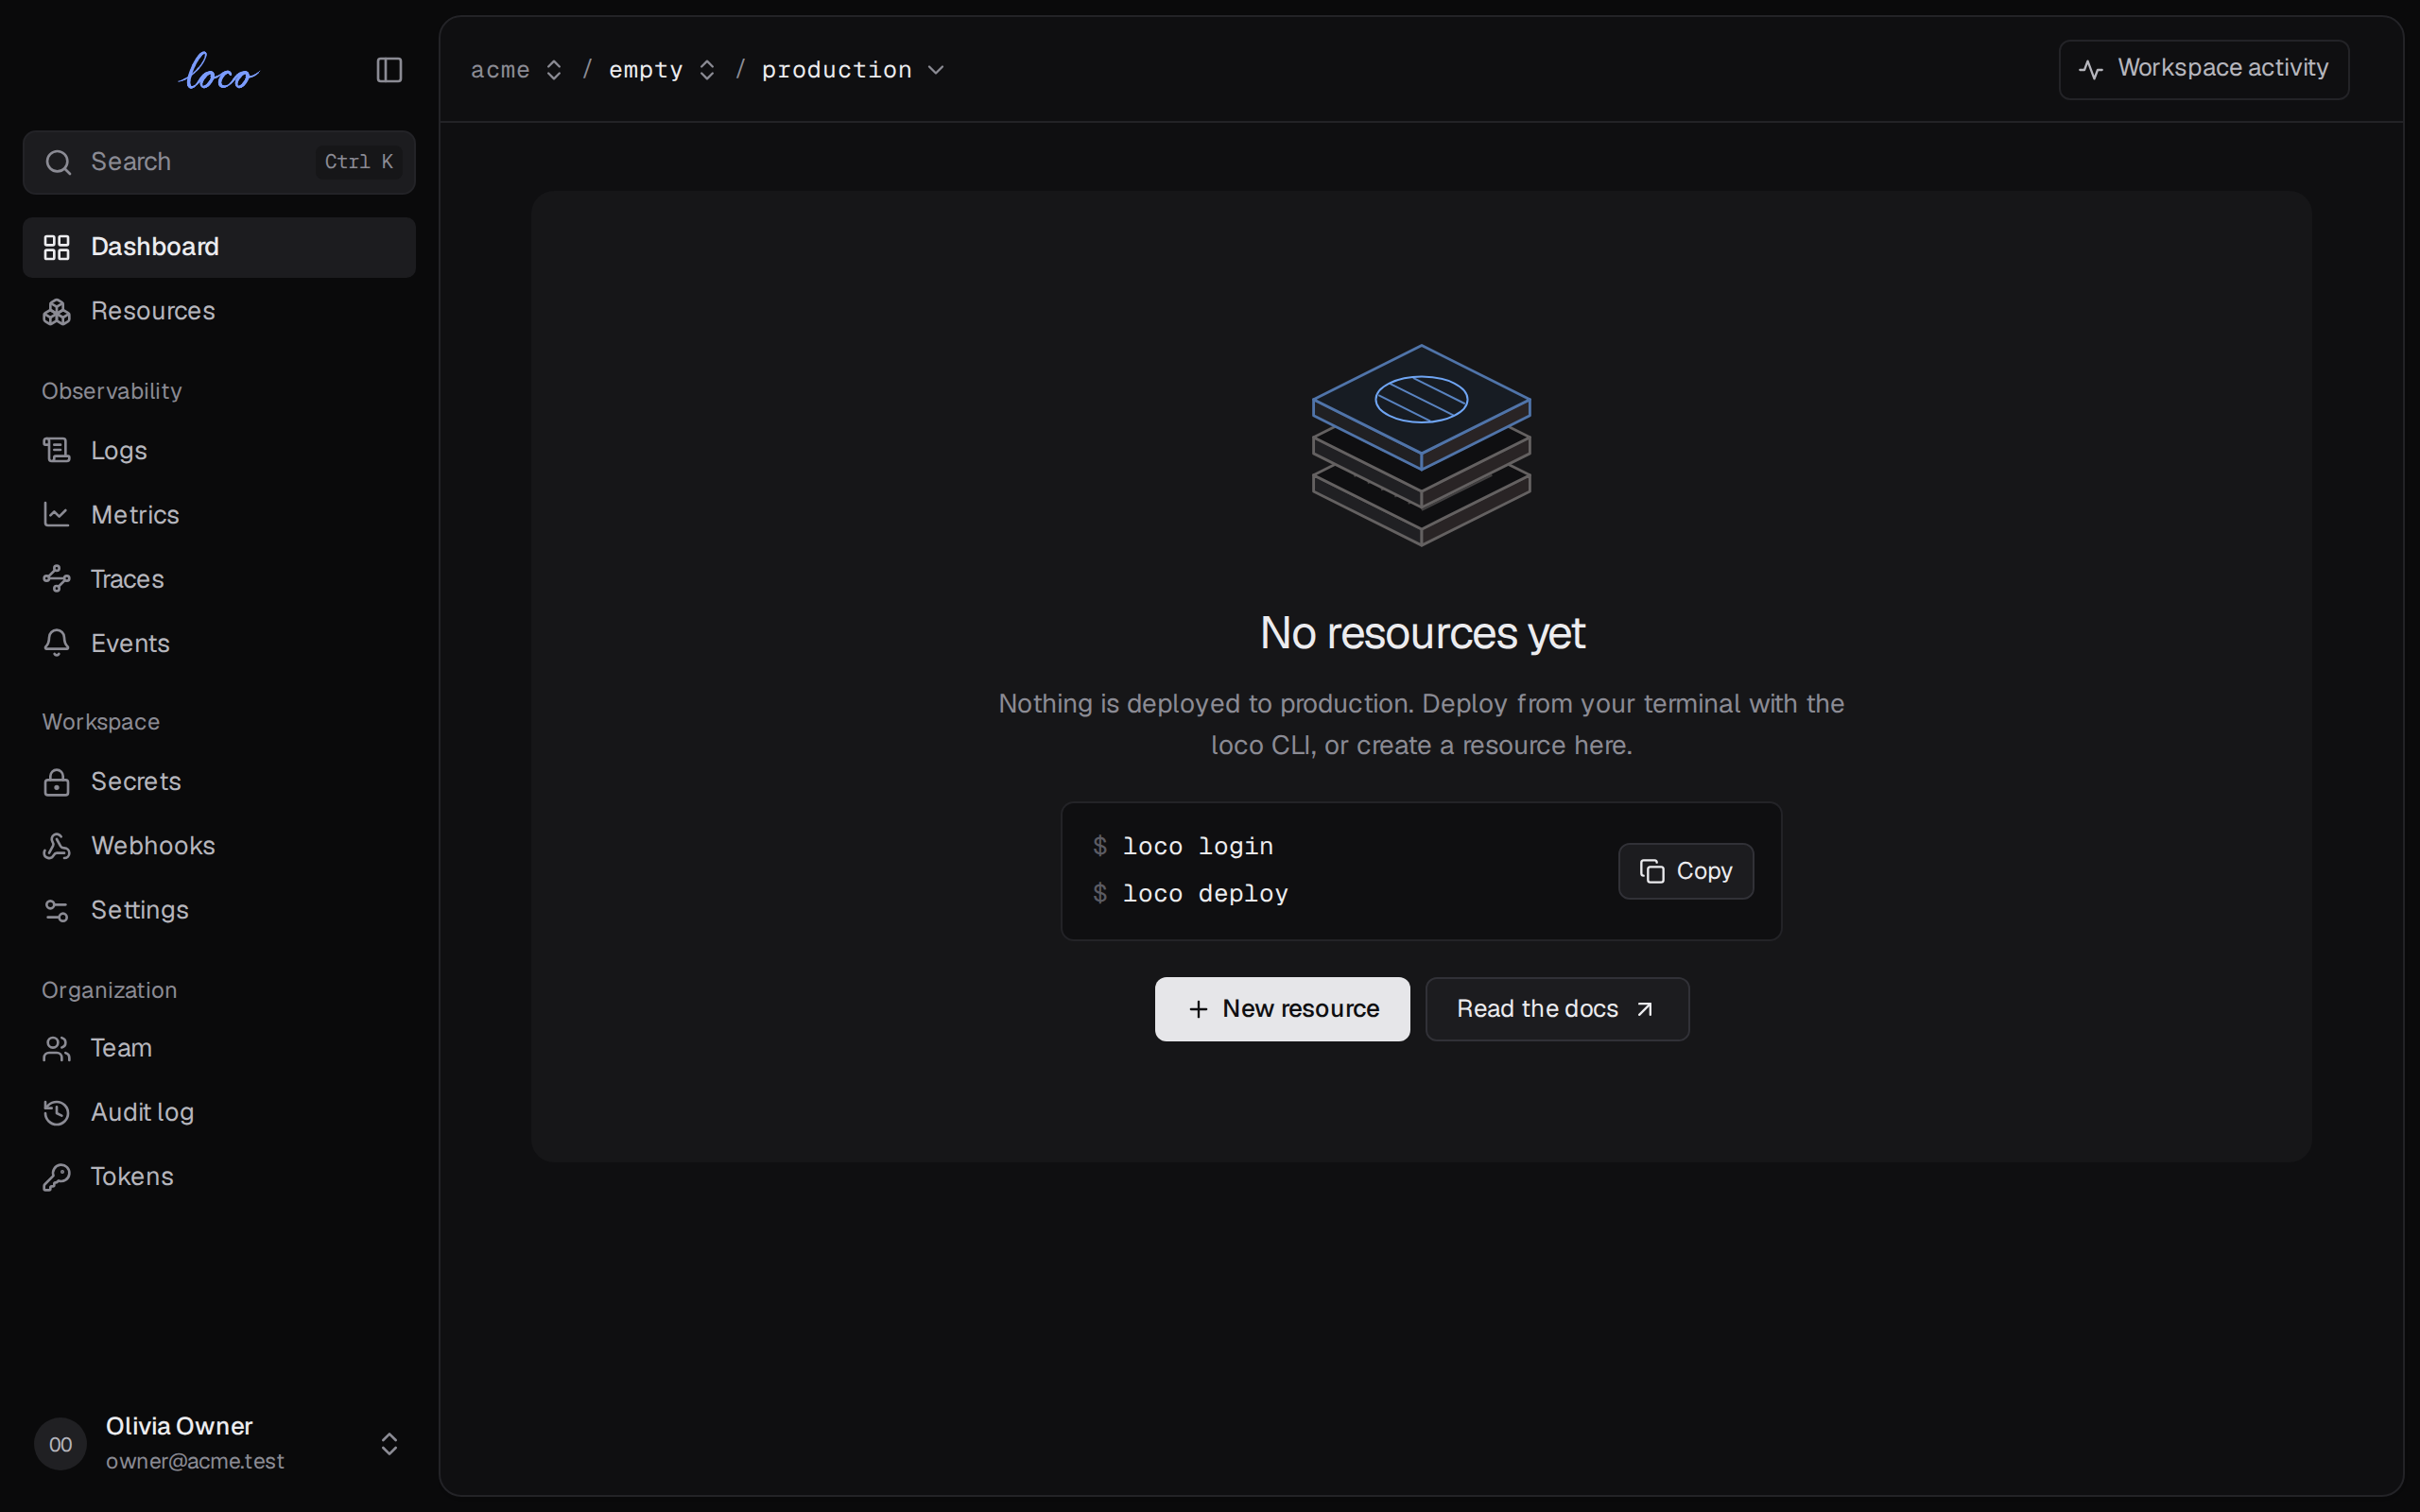 loco
Search Ctrl K
Dashboard
Resources
Observability
Logs
Metrics
Traces
Events
Workspace
Secrets
Webhooks
Settings
Organization
Team
Audit log
Tokens
OO
Olivia Owner
owner@acme.test
acme / empty / production
Workspace activity
No resources yet
Nothing is deployed to production. Deploy from your terminal with the
loco CLI, or create a resource here.
$ loco login
$ loco deploy
Copy
New resource
Read the docs